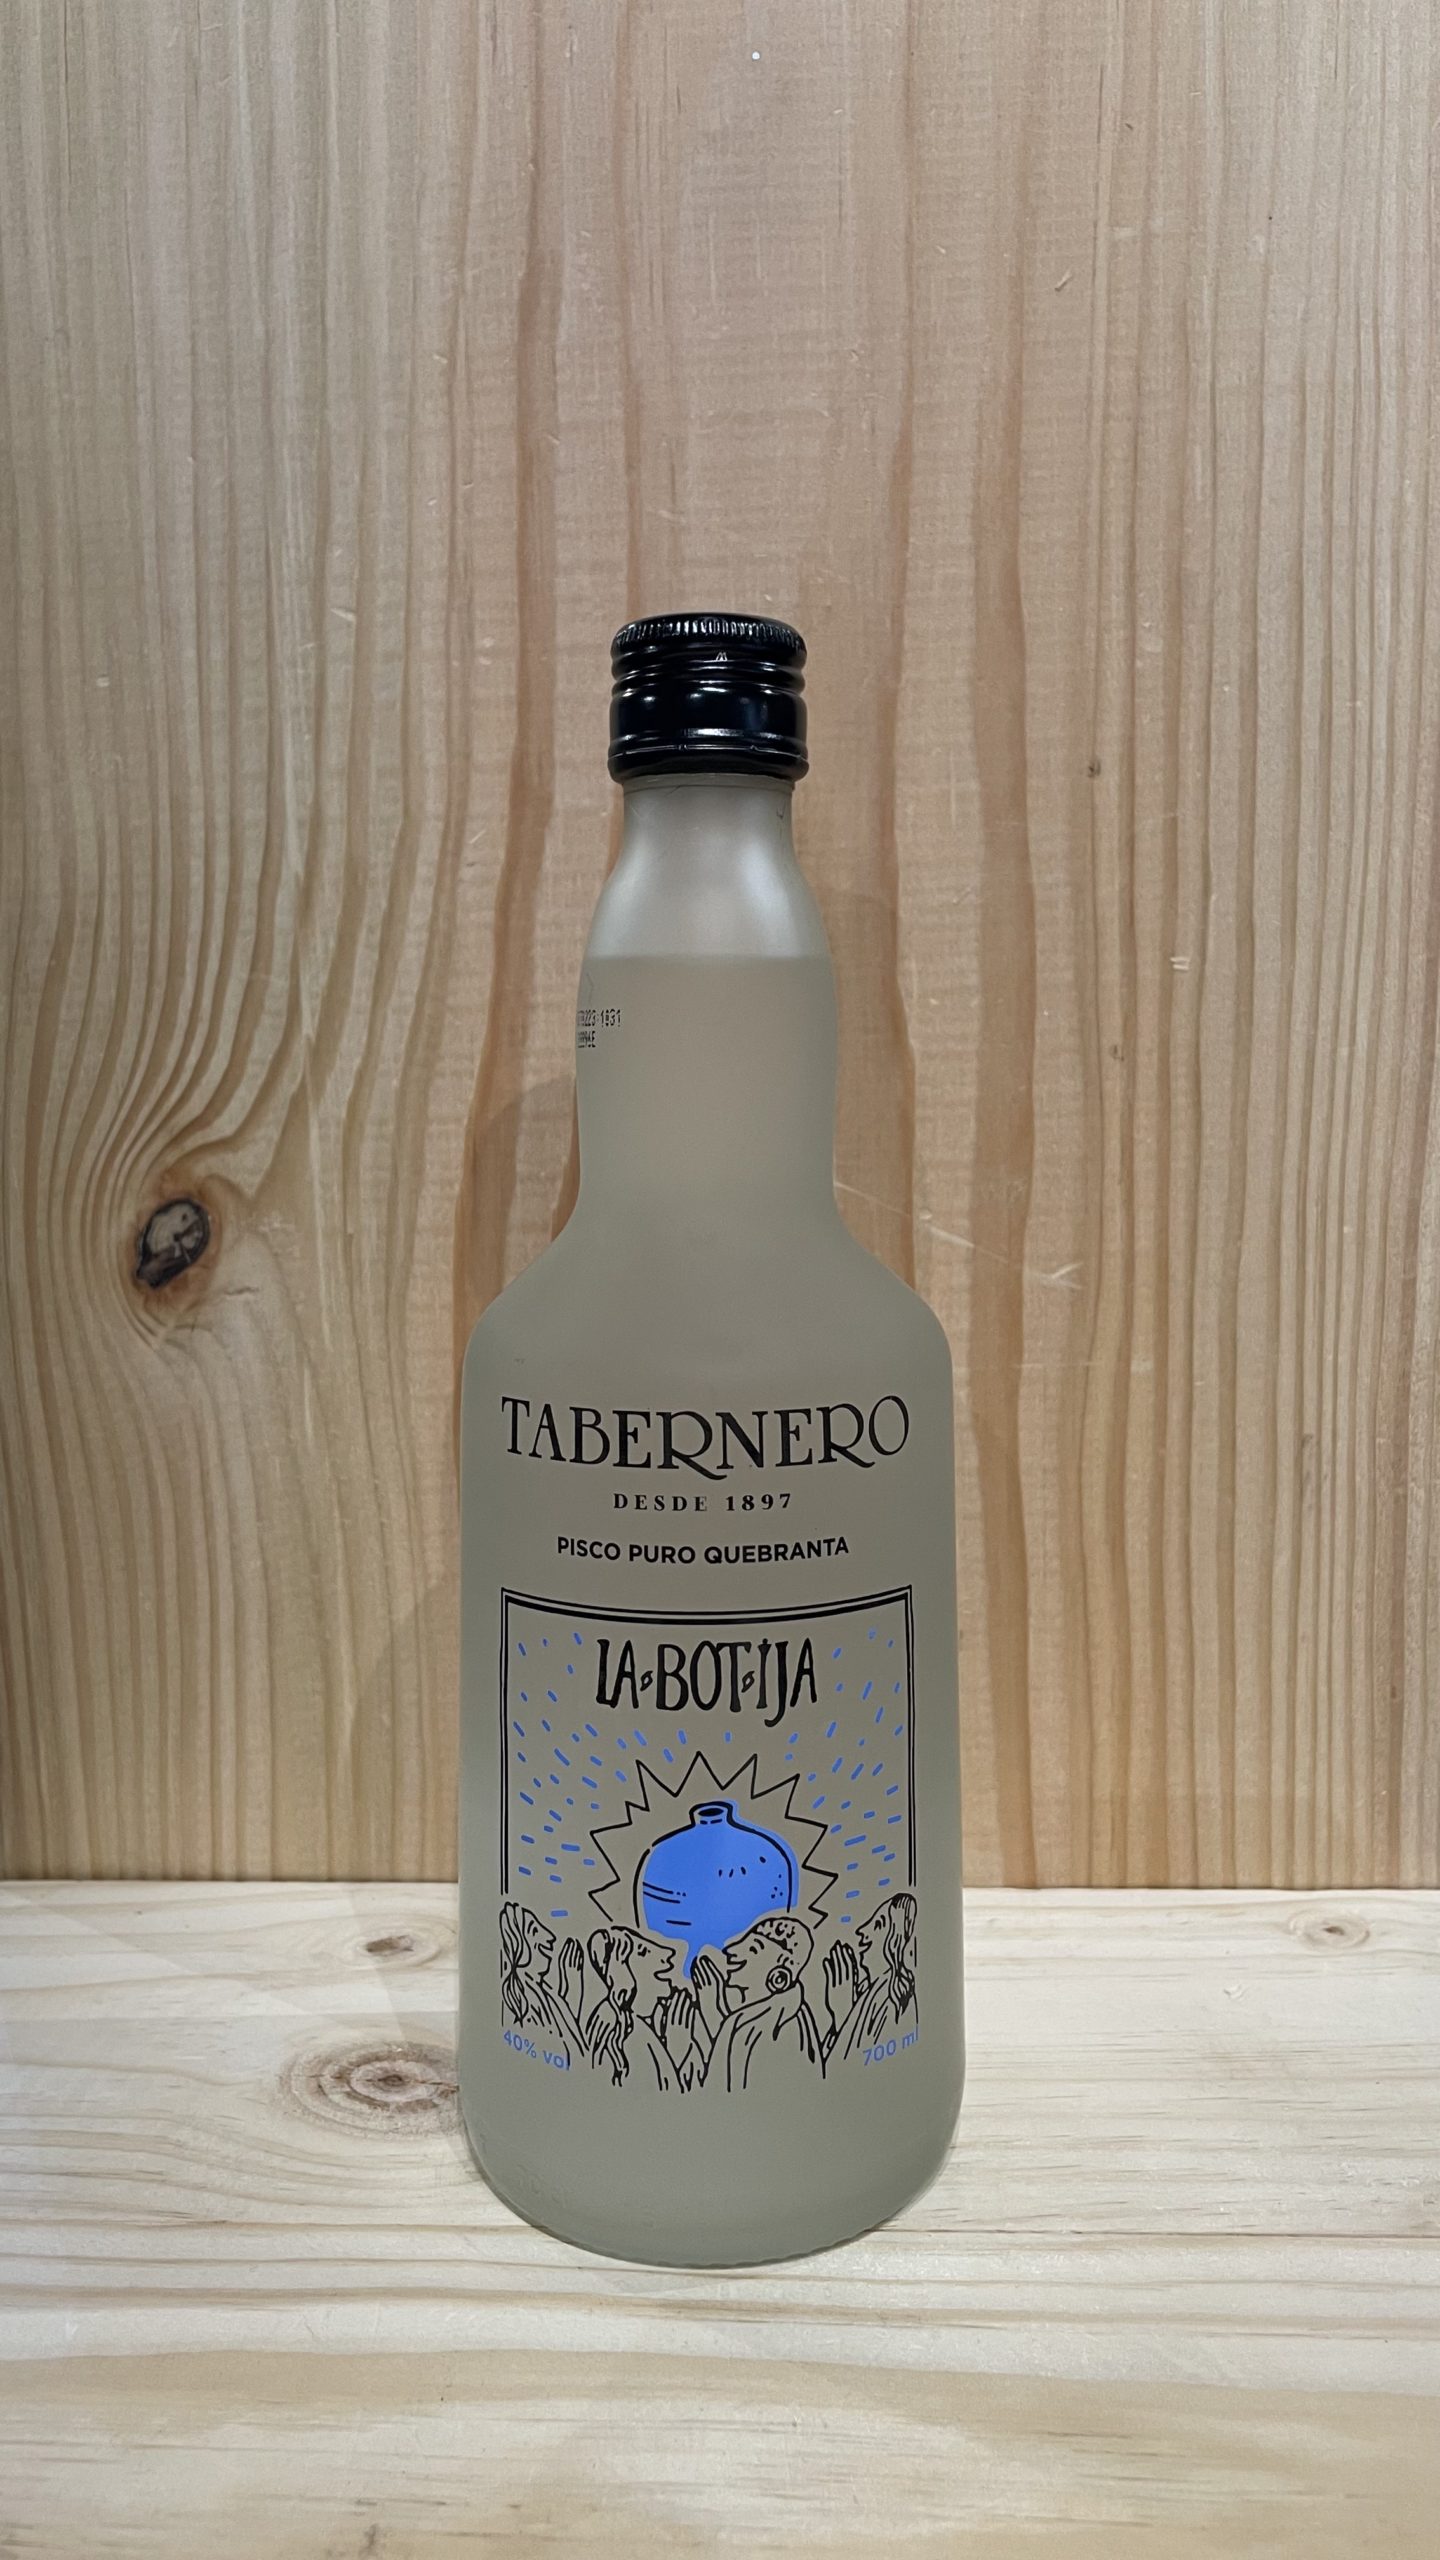 TABERNERO
DESDE 1897
PISCO PURO QUEBRANTA
LA BOTIJA
40% vol
700 ml